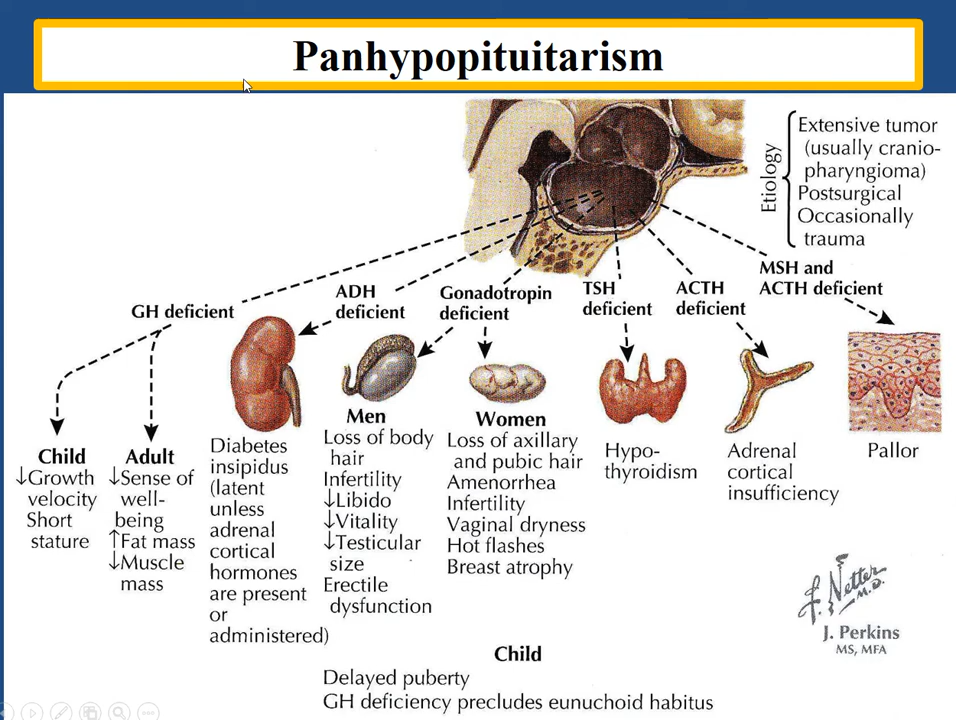 Panhypopituitarism
Etiology
Extensive tumor
(usually cranio-
pharyngioma)
Postsurgical
Occasionally
trauma
GH deficient
ADH
deficient
Gonadotropin
deficient
TSH
deficient
ACTH
deficient
MSH and
ACTH deficient
Child
↓Growth
velocity
Short
stature
Adult
↓Sense of
well-
being
↑Fat mass
↓Muscle
mass
Diabetes
insipidus
(latent
unless
adrenal
cortical
hormones
are present
or
administered)
Men
Loss of body
hair
Infertility
↓Libido
↓Vitality
↓Testicular
size
Erectile
dysfunction
Women
Loss of axillary
and pubic hair
Amenorrhea
Infertility
Vaginal dryness
Hot flashes
Breast atrophy
Hypo-
thyroidism
Adrenal
cortical
insufficiency
Pallor
Child
Delayed puberty
GH deficiency precludes eunuchoid habitus
F. Netter
M.D.
J. Perkins
MS, MFA